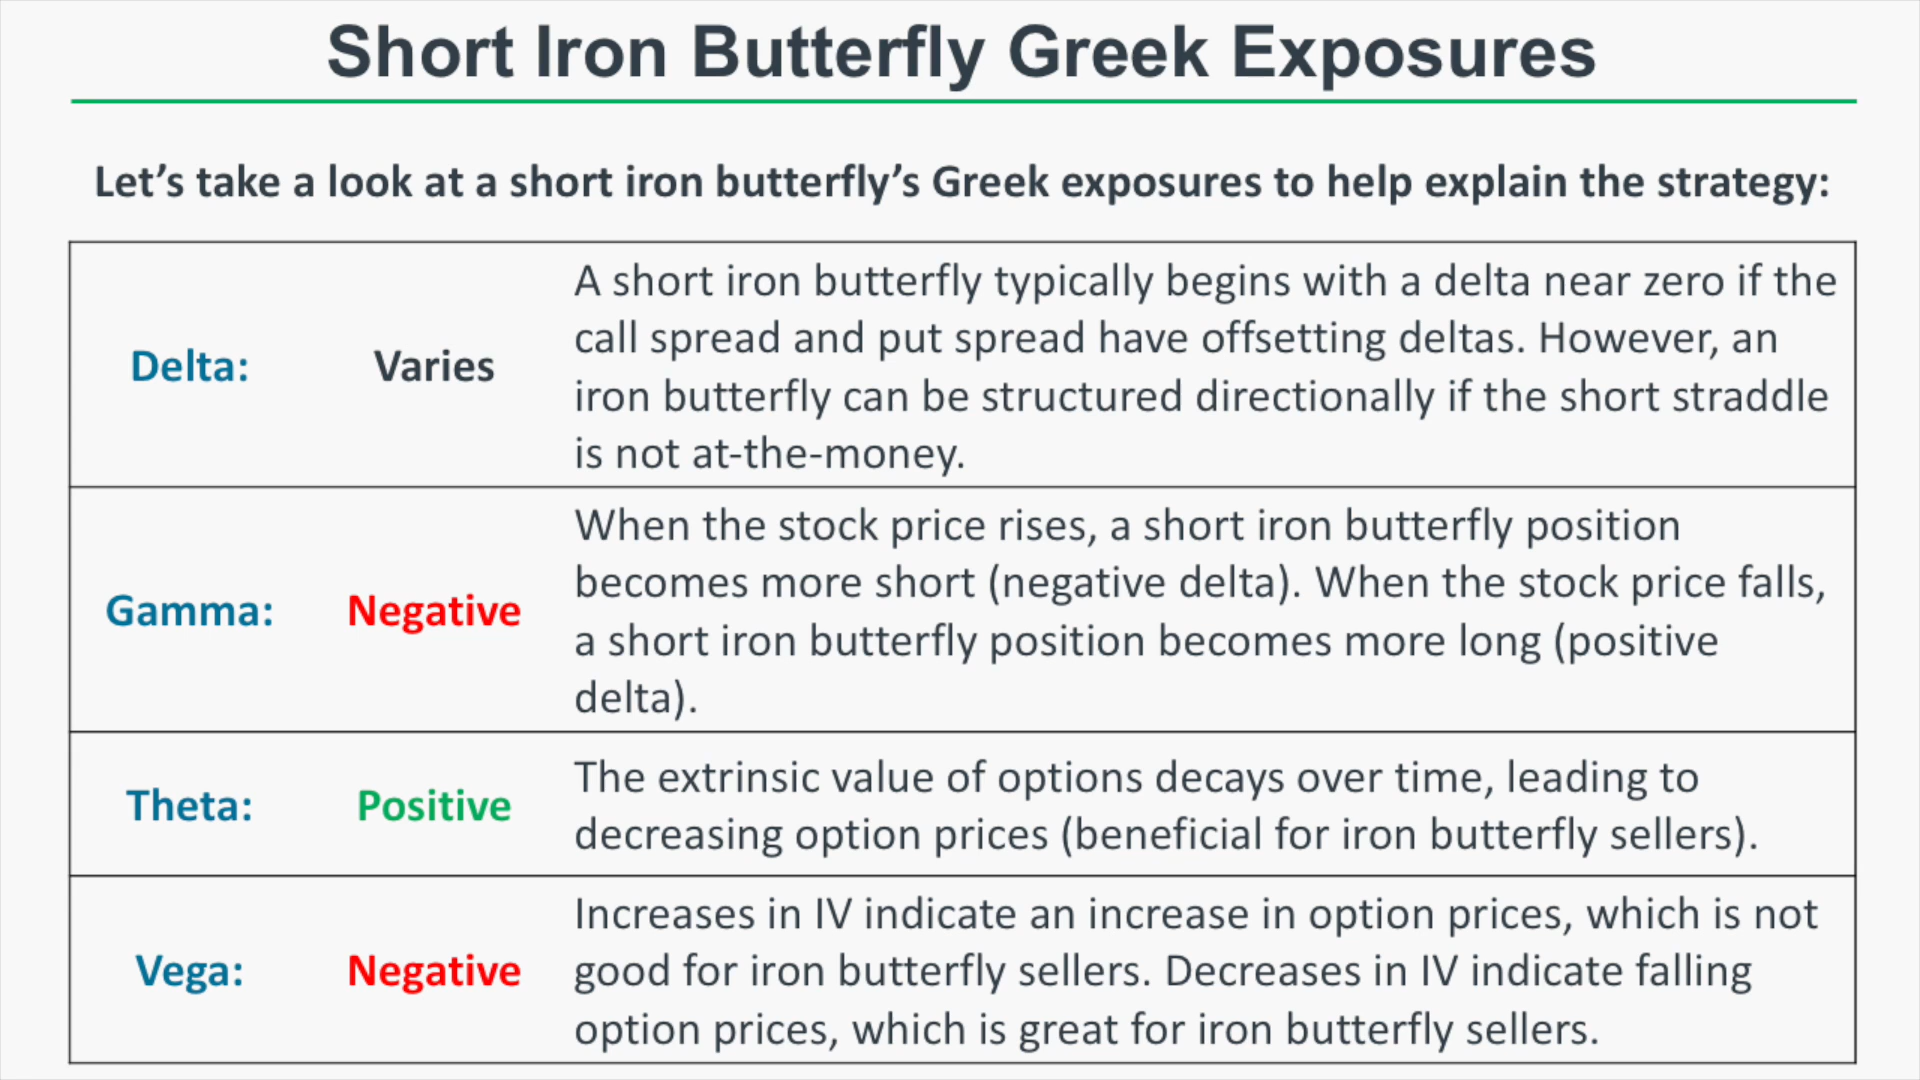 Short Iron Butterfly Greek Exposures
Let’s take a look at a short iron butterfly’s Greek exposures to help explain the strategy:
Delta:
Varies
A short iron butterfly typically begins with a delta near zero if the
call spread and put spread have offsetting deltas. However, an
iron butterfly can be structured directionally if the short straddle
is not at-the-money.
Gamma:
Negative
When the stock price rises, a short iron butterfly position
becomes more short (negative delta). When the stock price falls,
a short iron butterfly position becomes more long (positive
delta).
Theta:
Positive
The extrinsic value of options decays over time, leading to
decreasing option prices (beneficial for iron butterfly sellers).
Vega:
Negative
Increases in IV indicate an increase in option prices, which is not
good for iron butterfly sellers. Decreases in IV indicate falling
option prices, which is great for iron butterfly sellers.